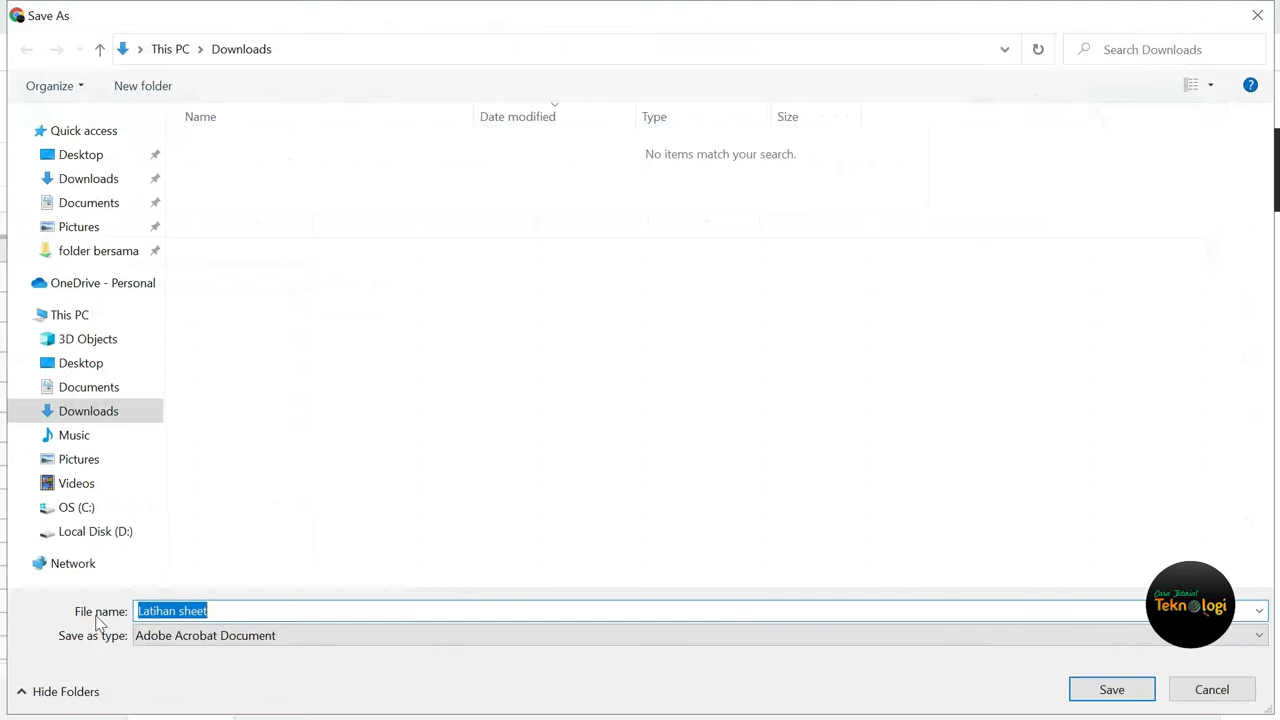 Save As
This PC
Downloads
Search Downloads
Organize
New folder
Name
Date modified
Type
Size
No items match your search.
Quick access
Desktop
Downloads
Documents
Pictures
folder bersama
OneDrive - Personal
This PC
3D Objects
Desktop
Documents
Downloads
Music
Pictures
Videos
OS (C:)
Local Disk (D:)
Network
File name: Latihan sheet
Save as type: Adobe Acrobat Document
Cara Tutorial
Teknologi
Hide Folders
Save
Cancel